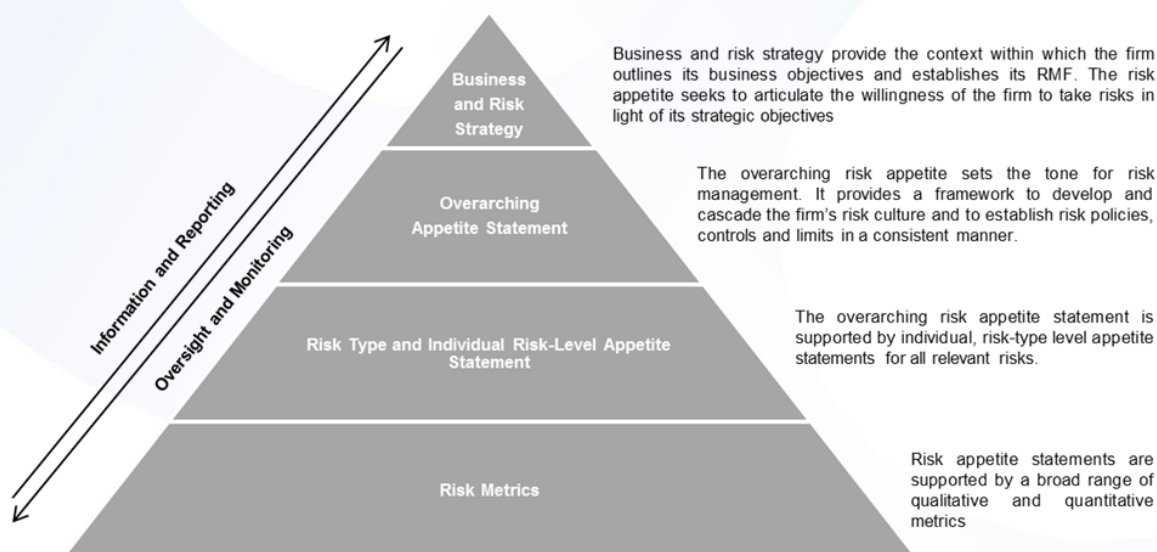 Business
and Risk
Strategy
Business and risk strategy provide the context within which the firm
outlines its business objectives and establishes its RMF. The risk
appetite seeks to articulate the willingness of the firm to take risks in
light of its strategic objectives
Overarching
Appetite Statement
The overarching risk appetite sets the tone for risk
management. It provides a framework to develop and
cascade the firm's risk culture and to establish risk policies,
controls and limits in a consistent manner.
Information and Reporting
Oversight and Monitoring
Risk Type and Individual Risk-Level Appetite
Statement
The overarching risk appetite statement is
supported by individual, risk-type level appetite
statements for all relevant risks.
Risk Metrics
Risk appetite statements are
supported by a broad range of
qualitative and quantitative
metrics